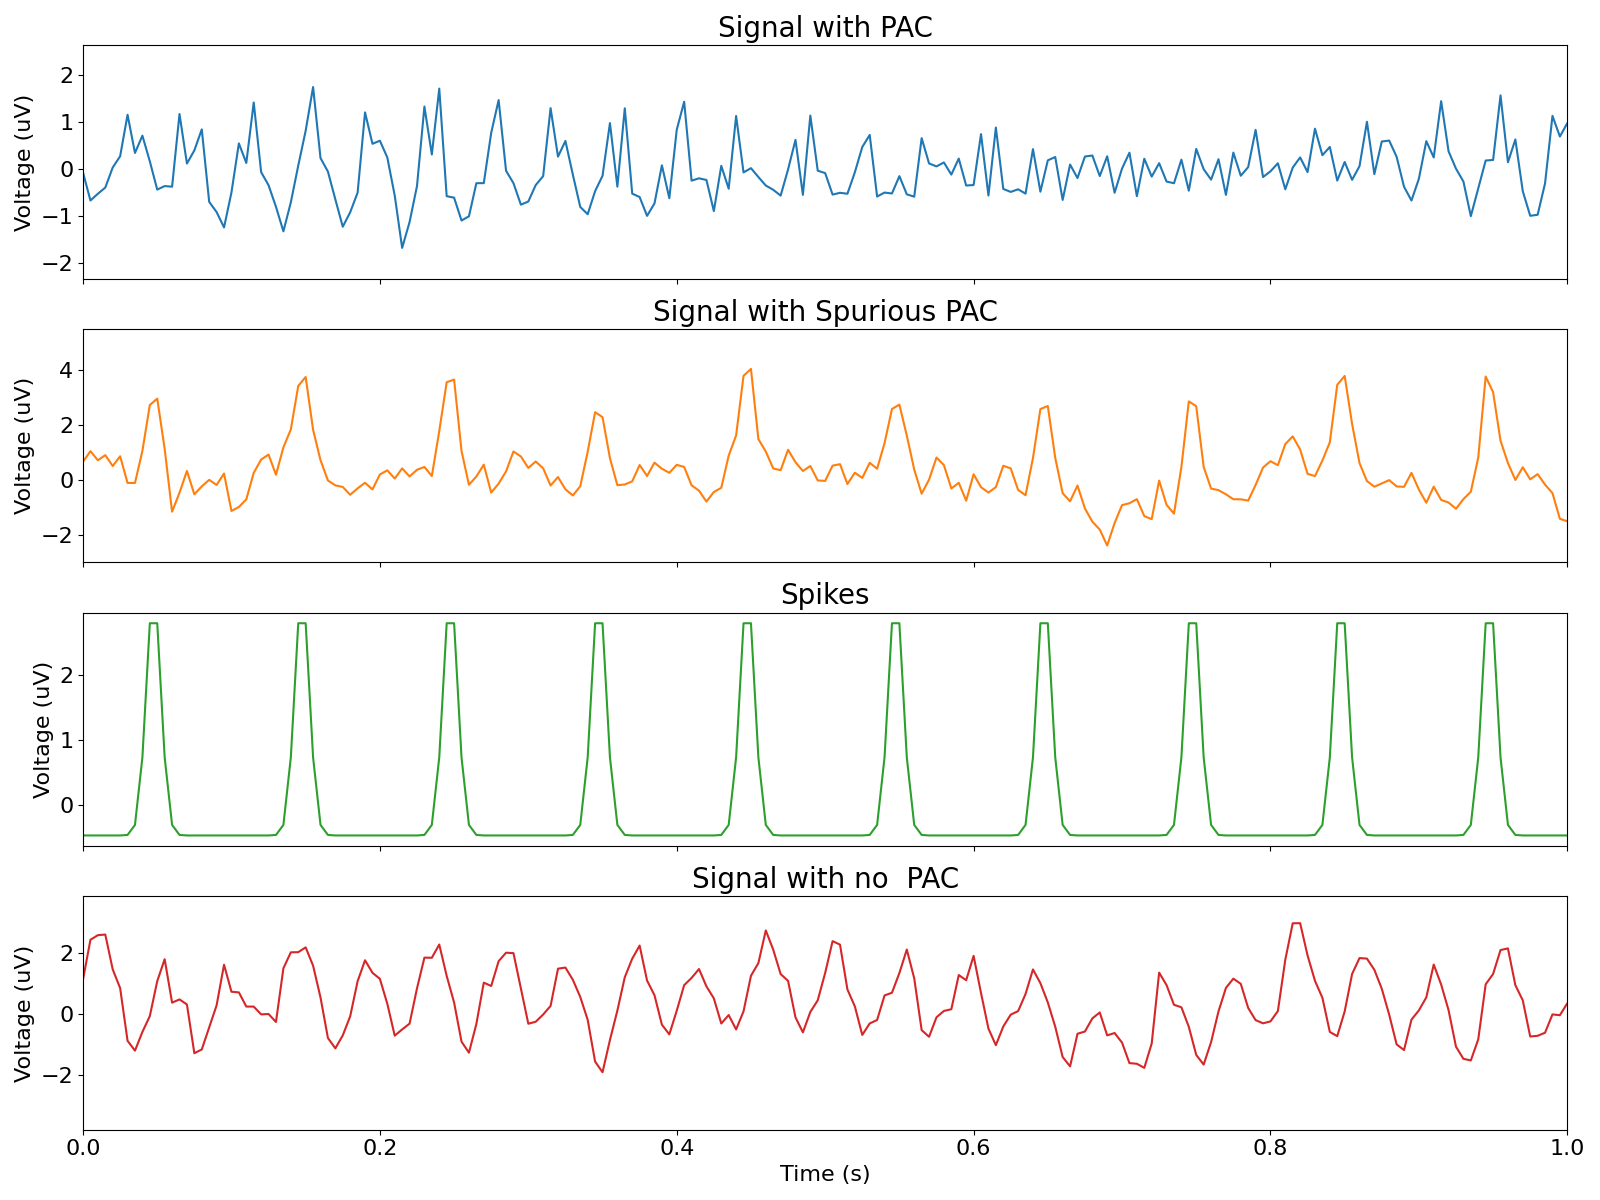 Signal with PAC
Voltage (uV)
2
1
0
−1
−2
Signal with Spurious PAC
Voltage (uV)
4
2
0
−2
Spikes
Voltage (uV)
2
1
0
Signal with no  PAC
Voltage (uV)
2
0
−2
0.0 0.2 0.4 0.6 0.8 1.0
Time (s)